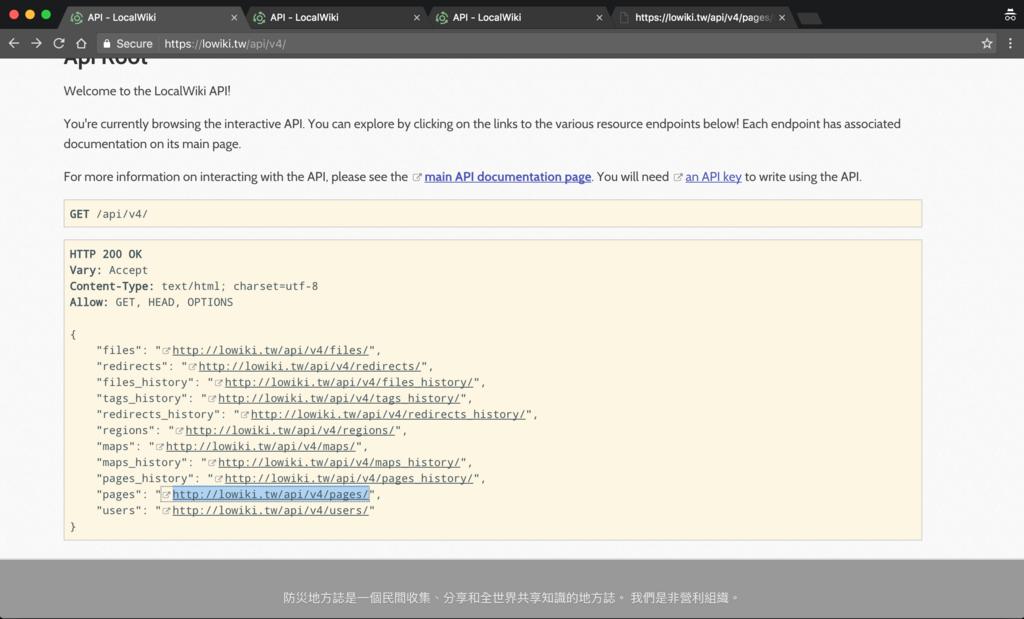 API - LocalWiki
API - LocalWiki
API - LocalWiki
https://lowiki.tw/api/v4/pages/
Secure https://lowiki.tw/api/v4/
Api Root
Welcome to the LocalWiki API!
You're currently browsing the interactive API. You can explore by clicking on the links to the various resource endpoints below! Each endpoint has associated
documentation on its main page.
For more information on interacting with the API, please see the main API documentation page. You will need an API key to write using the API.
GET /api/v4/
HTTP 200 OK
Vary: Accept
Content-Type: text/html; charset=utf-8
Allow: GET, HEAD, OPTIONS
{
"files": "http://lowiki.tw/api/v4/files/",
"redirects": "http://lowiki.tw/api/v4/redirects/",
"files_history": "http://lowiki.tw/api/v4/files_history/",
"tags_history": "http://lowiki.tw/api/v4/tags_history/",
"redirects_history": "http://lowiki.tw/api/v4/redirects_history/",
"regions": "http://lowiki.tw/api/v4/regions/",
"maps": "http://lowiki.tw/api/v4/maps/",
"maps_history": "http://lowiki.tw/api/v4/maps_history/",
"pages_history": "http://lowiki.tw/api/v4/pages_history/",
"pages": "http://lowiki.tw/api/v4/pages/",
"users": "http://lowiki.tw/api/v4/users/"
}
防災地方誌是一個民間收集、分享和全世界共享知識的地方誌。 我們是非營利組織。